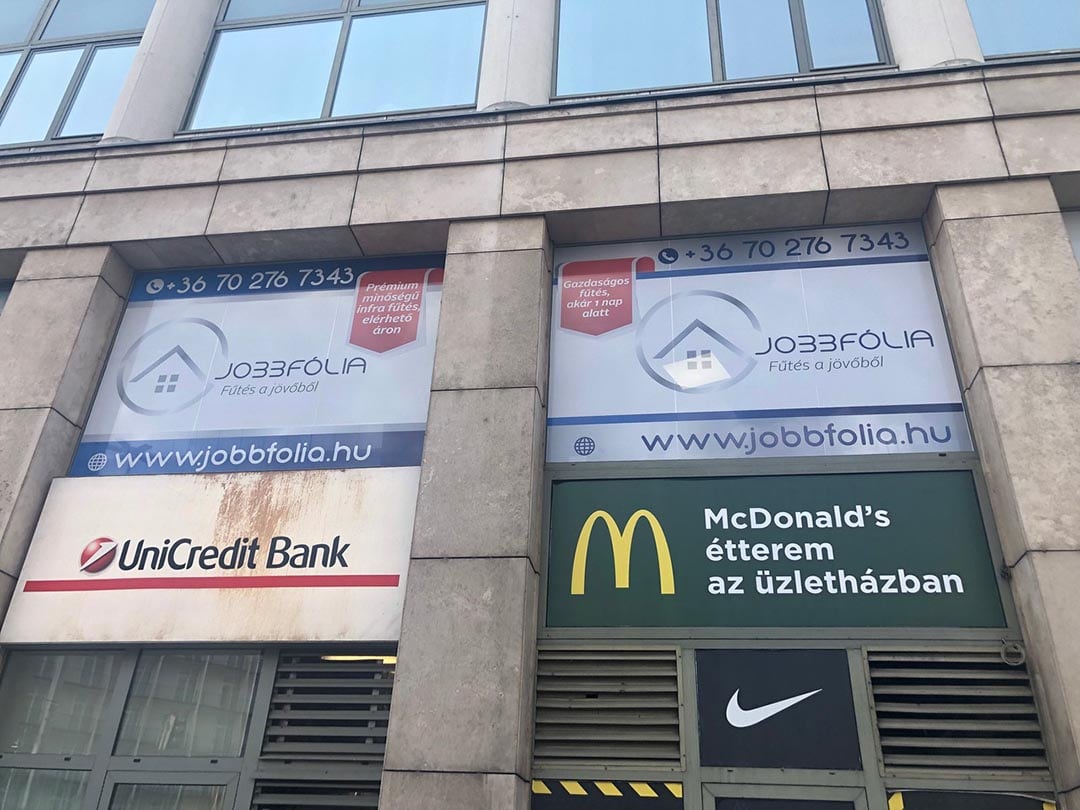 +36 70 276 7343
Prémium
minőségű
infra fűtés,
elérhető
áron
JOBBFÓLIA
Fűtés a jövőből
www.jobbfolia.hu
+36 70 276 7343
Gazdaságos
fűtés,
akár 1 nap
alatt
JOBBFÓLIA
Fűtés a jövőből
www.jobbfolia.hu
UniCredit Bank
McDonald's
étterem
az üzletházban